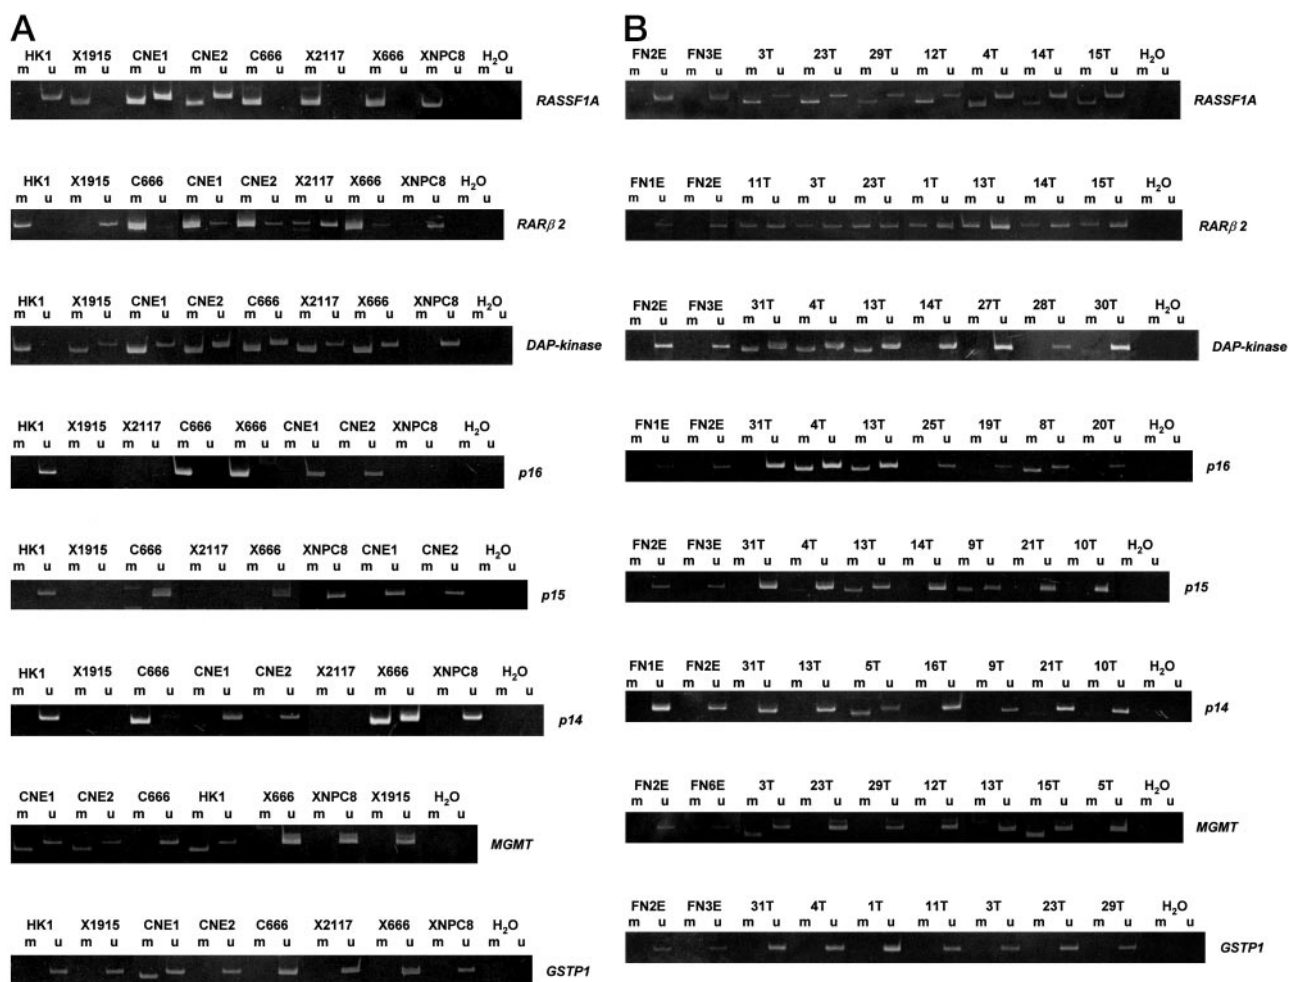 A
HK1 X1915 CNE1 CNE2 C666 X2117 X666 XNPC8 H₂O
m u m u m u m u m u m u m u m u m u
RASSF1A
HK1 X1915 C666 CNE1 CNE2 X2117 X666 XNPC8 H₂O
m u m u m u m u m u m u m u m u m u
RARβ 2
HK1 X1915 CNE1 CNE2 C666 X2117 X666 XNPC8 H₂O
m u m u m u m u m u m u m u m u m u
DAP-kinase
HK1 X1915 X2117 C666 X666 CNE1 CNE2 XNPC8 H₂O
m u m u m u m u m u m u m u m u m u
p16
HK1 X1915 C666 X2117 X666 XNPC8 CNE1 CNE2 H₂O
m u m u m u m u m u m u m u m u m u
p15
HK1 X1915 C666 CNE1 CNE2 X2117 X666 XNPC8 H₂O
m u m u m u m u m u m u m u m u m u
p14
CNE1 CNE2 C666 HK1 X666 XNPC8 X1915 H₂O
m u m u m u m u m u m u m u m u
MGMT
HK1 X1915 CNE1 CNE2 C666 X2117 X666 XNPC8 H₂O
m u m u m u m u m u m u m u m u m u
GSTP1
B
FN2E FN3E 3T 23T 29T 12T 4T 14T 15T H₂O
m u m u m u m u m u m u m u m u m u m u
RASSF1A
FN1E FN2E 11T 3T 23T 1T 13T 14T 15T H₂O
m u m u m u m u m u m u m u m u m u m u
RARβ 2
FN2E FN3E 31T 4T 13T 14T 27T 28T 30T H₂O
m u m u m u m u m u m u m u m u m u m u
DAP-kinase
FN1E FN2E 31T 4T 13T 25T 19T 8T 20T H₂O
m u m u m u m u m u m u m u m u m u m u
p16
FN2E FN3E 31T 4T 13T 14T 9T 21T 10T H₂O
m u m u m u m u m u m u m u m u m u m u
p15
FN1E FN2E 31T 13T 5T 16T 9T 21T 10T H₂O
m u m u m u m u m u m u m u m u m u m u
p14
FN2E FN6E 3T 23T 29T 12T 13T 15T 5T H₂O
m u m u m u m u m u m u m u m u m u m u
MGMT
FN2E FN3E 31T 4T 1T 11T 3T 23T 29T H₂O
m u m u m u m u m u m u m u m u m u m u
GSTP1